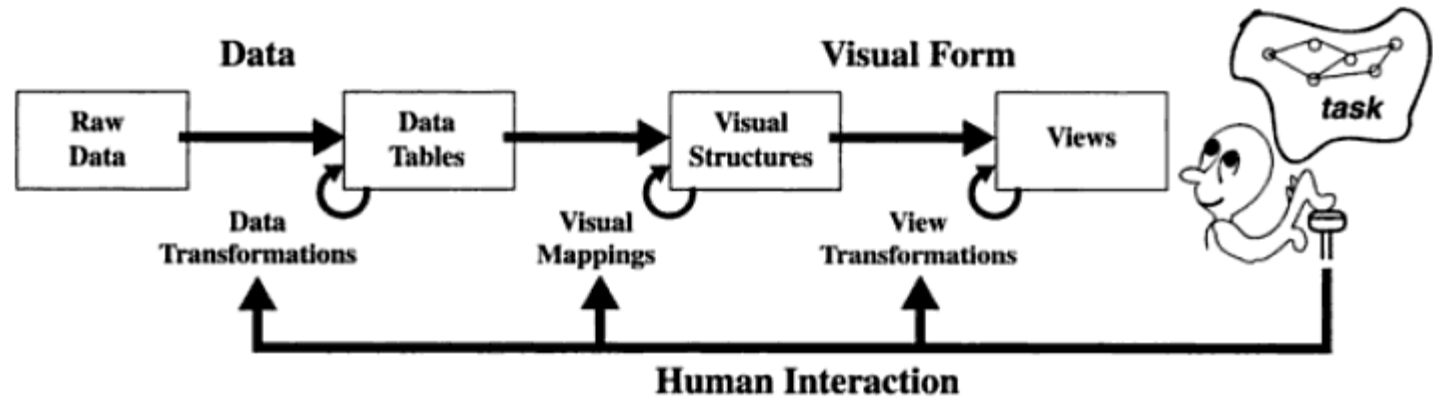 Data
Visual Form
Raw
Data
Data
Tables
Visual
Structures
Views
task
Data
Transformations
Visual
Mappings
View
Transformations
Human Interaction